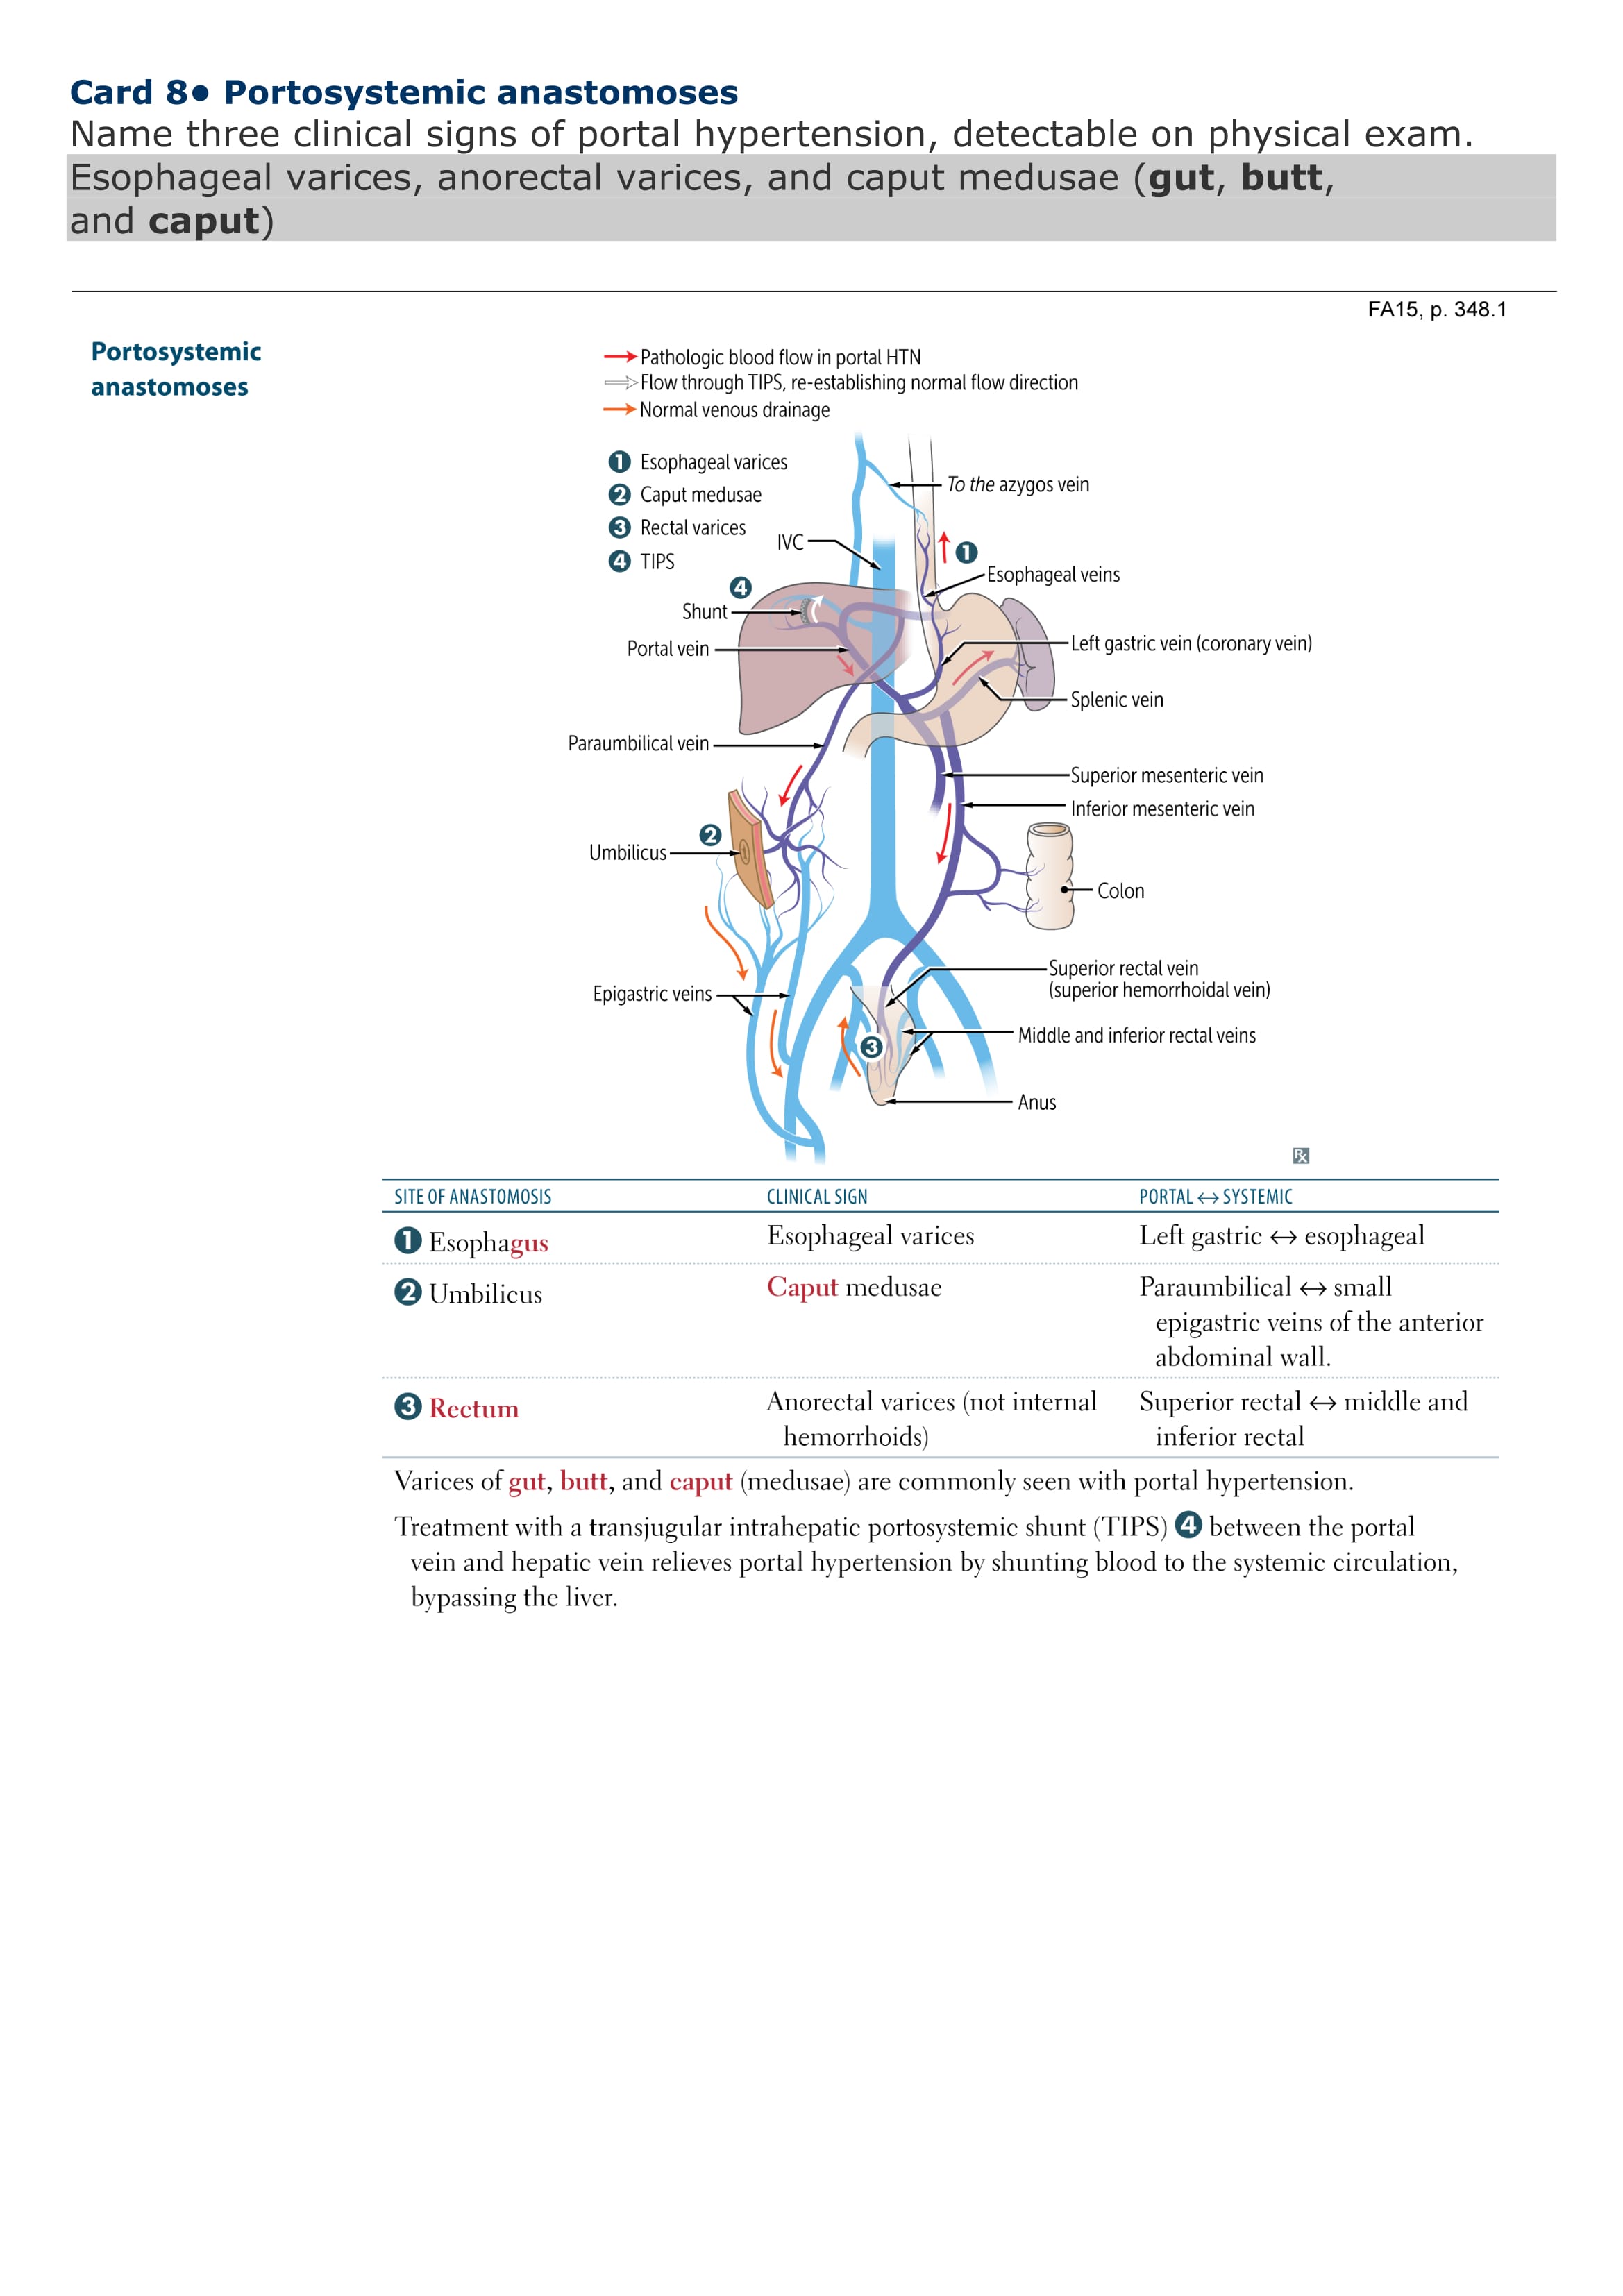 Card 8• Portosystemic anastomoses
Name three clinical signs of portal hypertension, detectable on physical exam.
Esophageal varices, anorectal varices, and caput medusae (gut, butt,
and caput)
FA15, p. 348.1
Portosystemic
anastomoses
Pathologic blood flow in portal HTN
Flow through TIPS, re-establishing normal flow direction
Normal venous drainage
1 Esophageal varices
2 Caput medusae
3 Rectal varices
4 TIPS
To the azygos vein
IVC
1
Esophageal veins
4
Shunt
Portal vein
Left gastric vein (coronary vein)
Splenic vein
Paraumbilical vein
Superior mesenteric vein
Inferior mesenteric vein
2
Umbilicus
Colon
Superior rectal vein
(superior hemorrhoidal vein)
Epigastric veins
3
Middle and inferior rectal veins
Anus
Rx
SITE OF ANASTOMOSIS CLINICAL SIGN PORTAL ↔ SYSTEMIC
1 Esophagus Esophageal varices Left gastric ↔ esophageal
2 Umbilicus Caput medusae Paraumbilical ↔ small
epigastric veins of the anterior
abdominal wall.
3 Rectum Anorectal varices (not internal Superior rectal ↔ middle and
hemorrhoids) inferior rectal
Varices of gut, butt, and caput (medusae) are commonly seen with portal hypertension.
Treatment with a transjugular intrahepatic portosystemic shunt (TIPS) 4 between the portal
vein and hepatic vein relieves portal hypertension by shunting blood to the systemic circulation,
bypassing the liver.